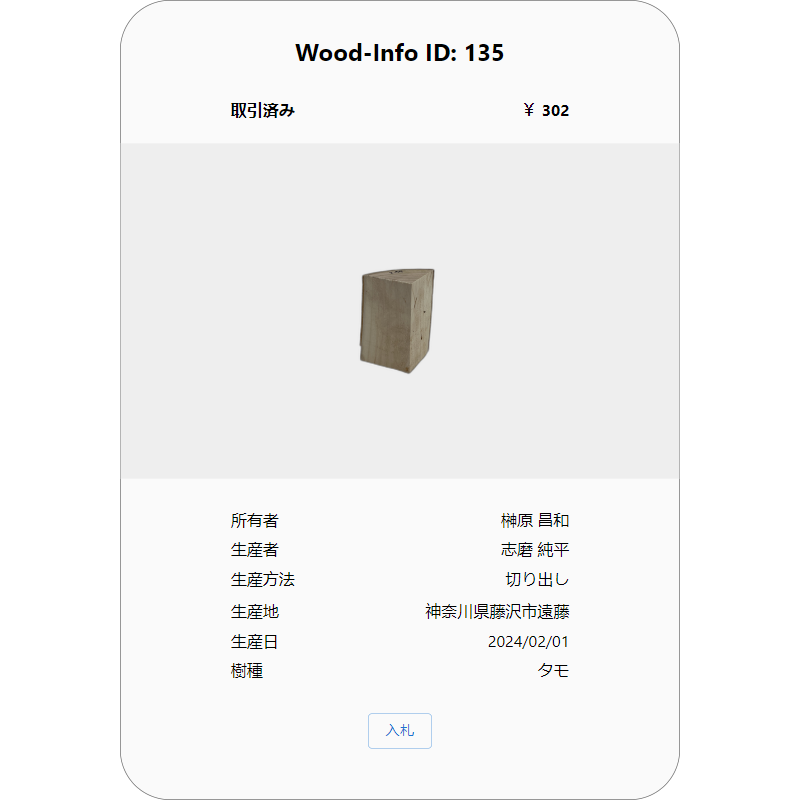 Wood-Info ID: 135
取引済み ￥ 302
所有者 榊原 昌和
生産者 志磨 純平
生産方法 切り出し
生産地 神奈川県藤沢市遠藤
生産日 2024/02/01
樹種 タモ
入札